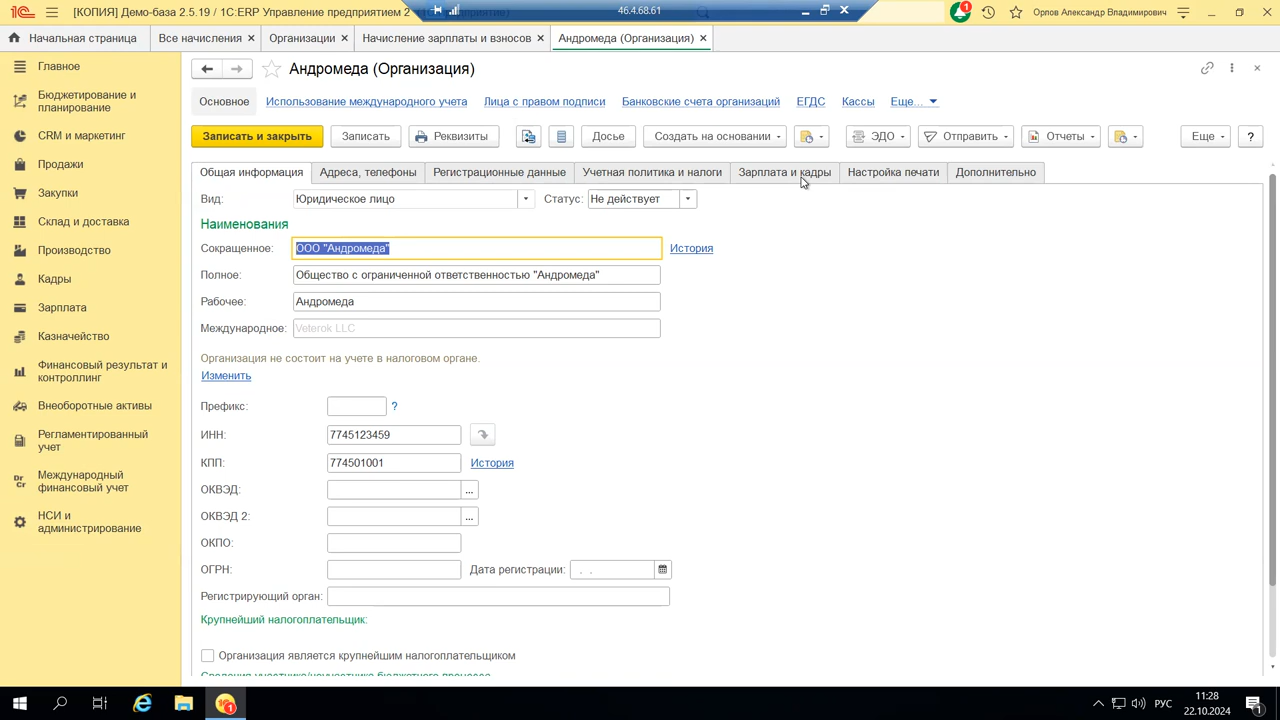 [КОПИЯ] Демо-база 2.5.19 / 1С:ERP Управление предприятием 2
46.4.68.61
Орлов Александр Владимирович
Начальная страница
Все начисления ×
Организации ×
Начисление зарплаты и взносов ×
Андромеда (Организация) ×
Главное
Бюджетирование и
планирование
CRM и маркетинг
Продажи
Закупки
Склад и доставка
Производство
Кадры
Зарплата
Казначейство
Финансовый результат и
контроллинг
Внеоборотные активы
Регламентированный
учет
Международный
финансовый учет
НСИ и
администрирование
Андромеда (Организация)
Основное
Использование международного учета
Лица с правом подписи
Банковские счета организаций
ЕГДС
Кассы
Еще...
Записать и закрыть
Записать
Реквизиты
Досье
Создать на основании
ЭДО
Отправить
Отчеты
Еще
?
Общая информация
Адреса, телефоны
Регистрационные данные
Учетная политика и налоги
Зарплата и кадры
Настройка печати
Дополнительно
Вид: Юридическое лицо Статус: Не действует
Наименования
Сокращенное: ООО "Андромеда" История
Полное: Общество с ограниченной ответственностью "Андромеда"
Рабочее: Андромеда
Международное: Veterok LLC
Организация не состоит на учете в налоговом органе.
Изменить
Префикс: ?
ИНН: 7745123459
КПП: 774501001 История
ОКВЭД: ...
ОКВЭД 2: ...
ОКПО:
ОГРН: Дата регистрации: . .
Регистрирующий орган:
Крупнейший налогоплательщик:
Организация является крупнейшим налогоплательщиком
РУС
11:28
22.10.2024